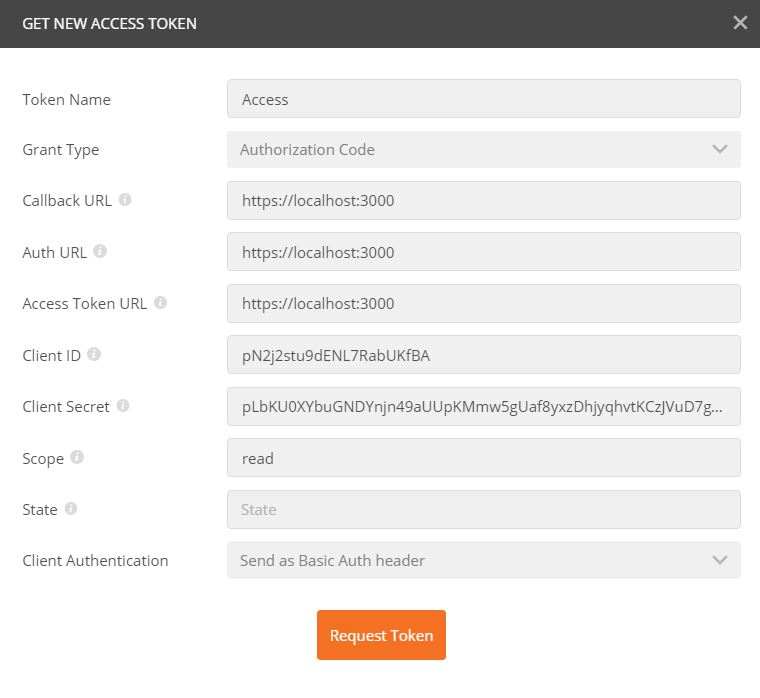 GET NEW ACCESS TOKEN
Token Name Access
Grant Type Authorization Code
Callback URL https://localhost:3000
Auth URL https://localhost:3000
Access Token URL https://localhost:3000
Client ID pN2j2stu9dENL7RabUKfBA
Client Secret pLbKU0XYbuGNDYnjn49aUUpKMmw5gUaf8yxzDhjyqhvtKCzJVuD7g...
Scope read
State State
Client Authentication Send as Basic Auth header
Request Token